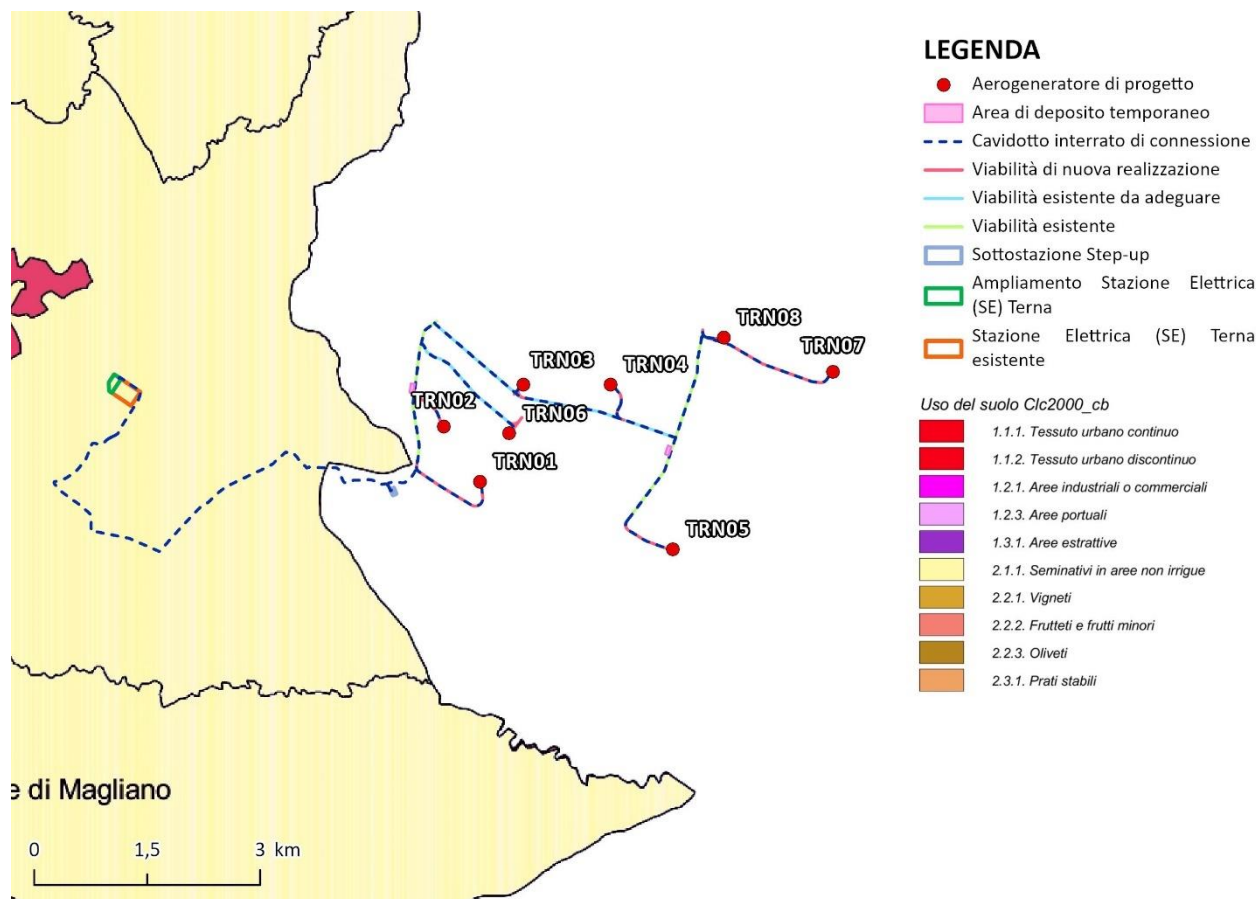 LEGENDA
Aerogeneratore di progetto
Area di deposito temporaneo
Cavidotto interrato di connessione
Viabilità di nuova realizzazione
Viabilità esistente da adeguare
Viabilità esistente
Sottostazione Step-up
Ampliamento Stazione Elettrica
(SE) Terna
Stazione Elettrica (SE) Terna
esistente
Uso del suolo Clc2000_cb
1.1.1. Tessuto urbano continuo
1.1.2. Tessuto urbano discontinuo
1.2.1. Aree industriali o commerciali
1.2.3. Aree portuali
1.3.1. Aree estrattive
2.1.1. Seminativi in aree non irrigue
2.2.1. Vigneti
2.2.2. Frutteti e frutti minori
2.2.3. Oliveti
2.3.1. Prati stabili
TRN08
TRN03
TRN04
TRN07
TRN02
TRN06
TRN01
TRN05
e di Magliano
0 1,5 3 km